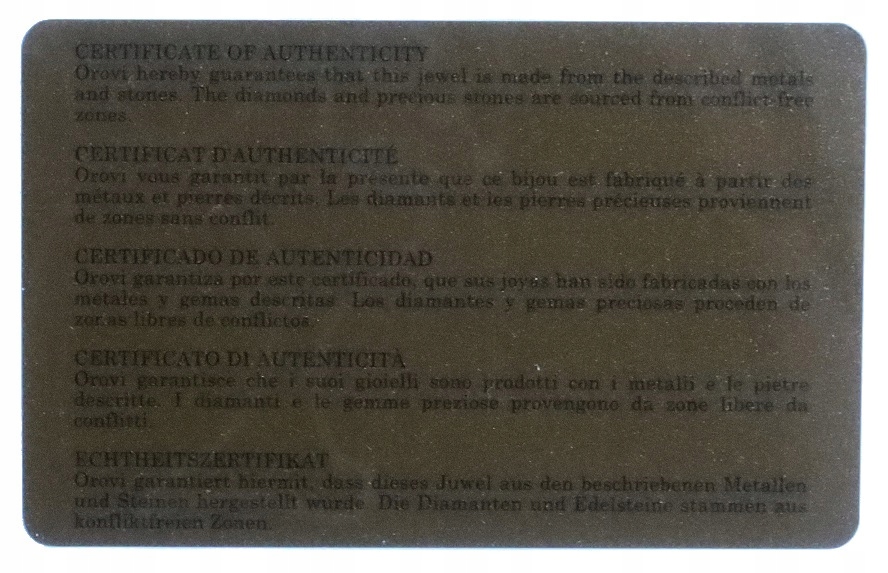 CERTIFICATE OF AUTHENTICITY
Orovi hereby guarantees that this jewel is made from the described metals
and stones. The diamonds and precious stones are sourced from conflict-free
zones.
CERTIFICAT D'AUTHENTICITÉ
Orovi vous garantit par la présente que ce bijou est fabriqué à partir des
métaux et pierres décrits. Les diamants et les pierres précieuses proviennent
de zones sans conflit.
CERTIFICADO DE AUTENTICIDAD
Orovi garantiza por este certificado, que sus joyas han sido fabricadas con los
metales y gemas descritas. Los diamantes y gemas preciosas proceden de
zonas libres de conflictos.
CERTIFICATO DI AUTENTICITÀ
Orovi garantisce che i suoi gioielli sono prodotti con i metalli e le pietre
descritte. I diamanti e le gemme preziose provengono da zone libere da
conflitti.
ECHTHEITSZERTIFIKAT
Orovi garantiert hiermit, dass dieses Juwel aus den beschriebenen Metallen
und Steinen hergestellt wurde. Die Diamanten und Edelsteine stammen aus
konfliktfreien Zonen.